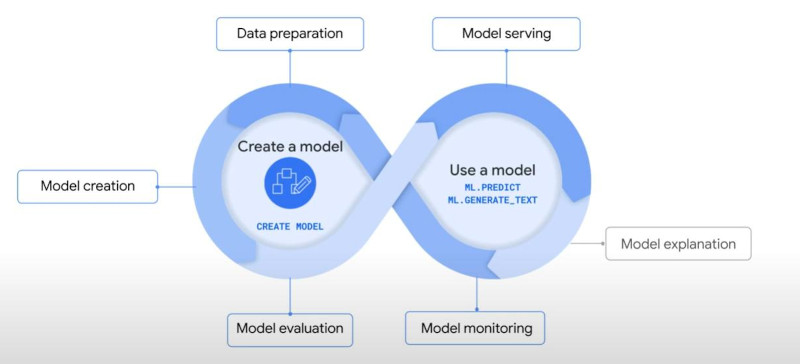 Data preparation
Model serving
Create a model
CREATE MODEL
Use a model
ML.PREDICT
ML.GENERATE_TEXT
Model creation
Model explanation
Model evaluation
Model monitoring